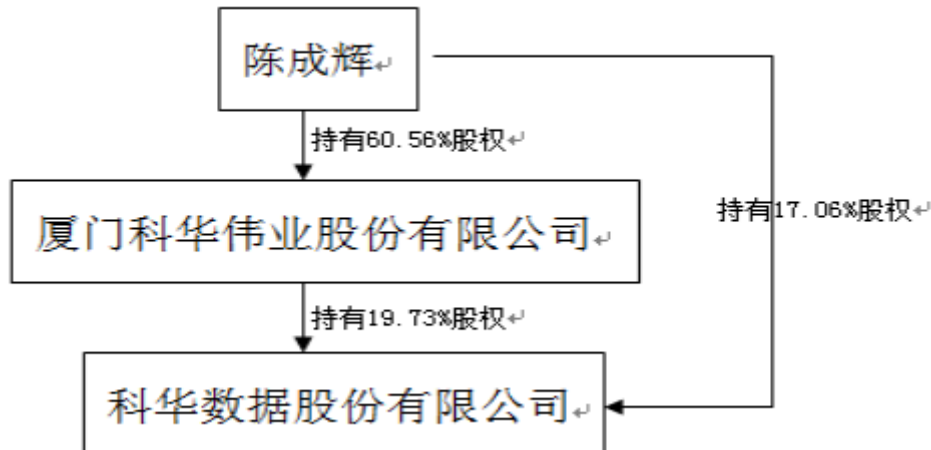 陈成辉
持有60.56%股权
厦门科华伟业股份有限公司
持有17.06%股权
持有19.73%股权
科华数据股份有限公司